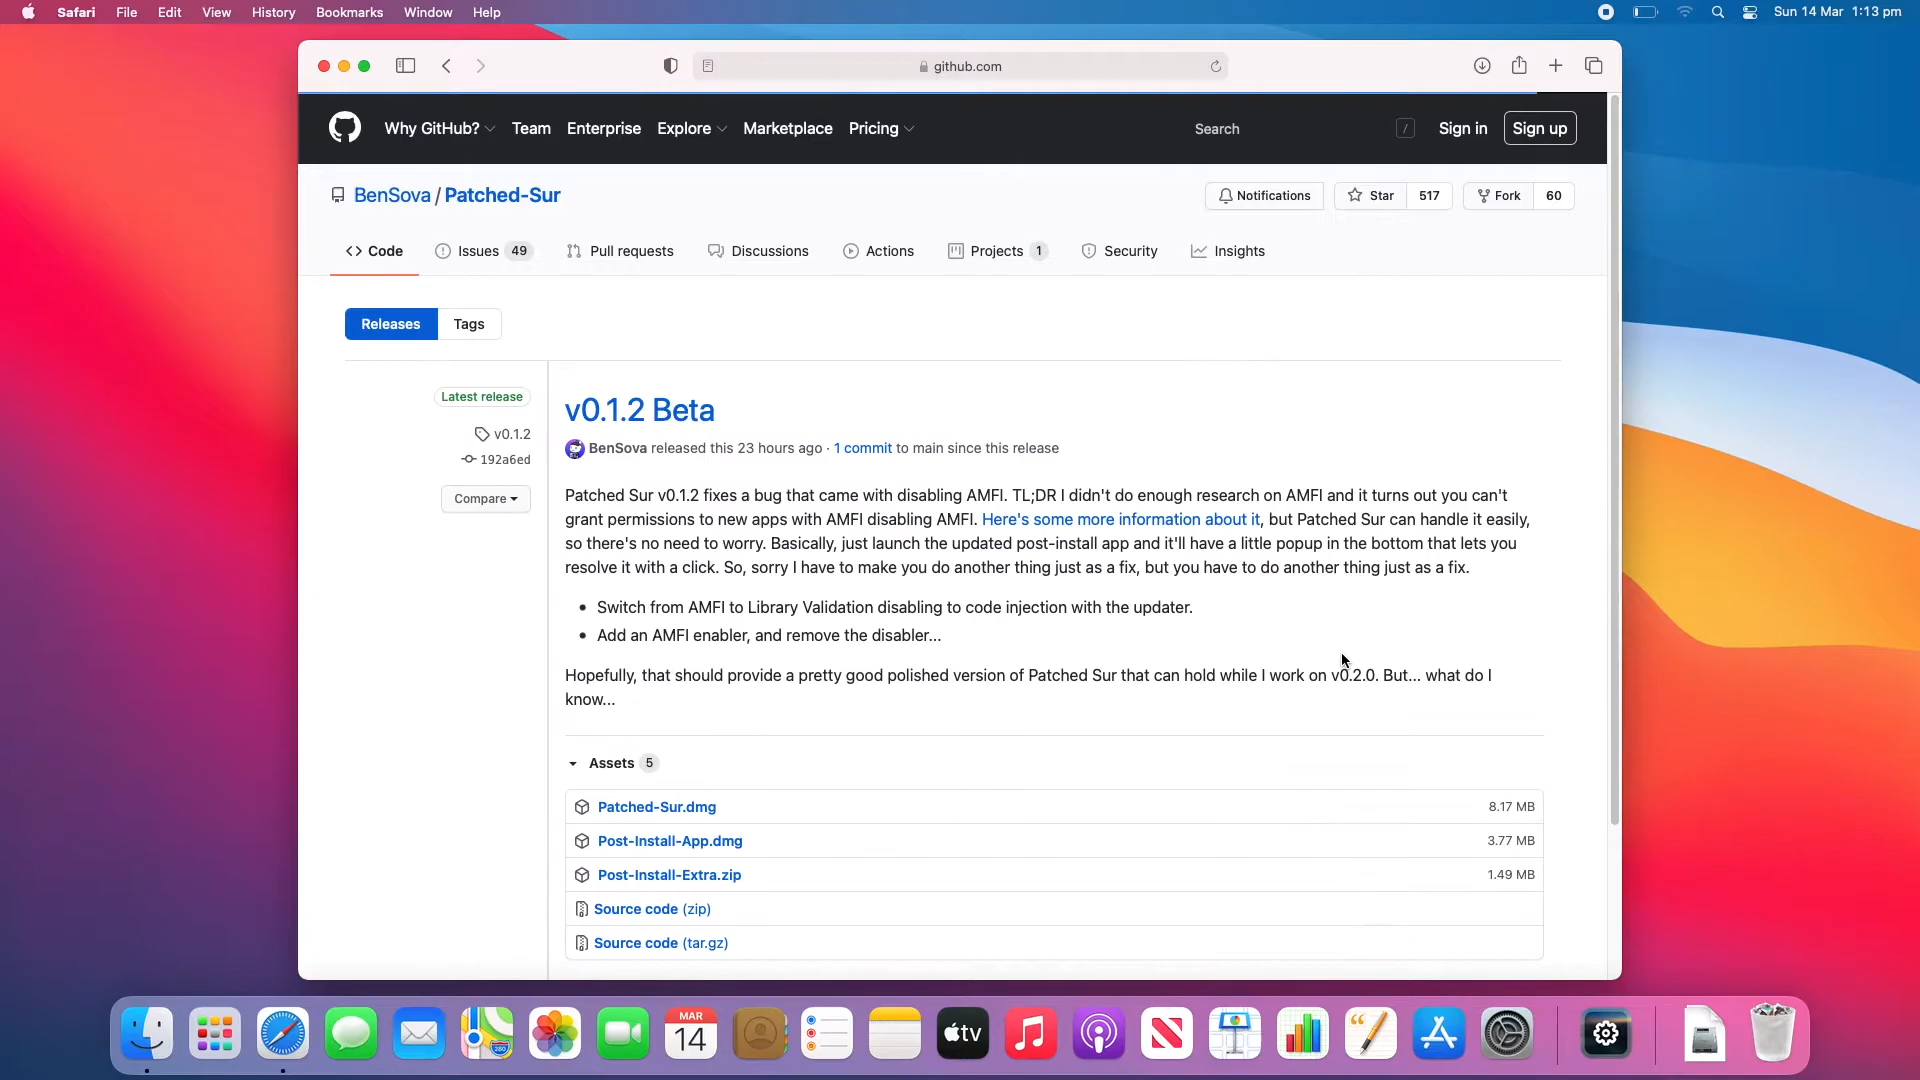 Safari File Edit View History Bookmarks Window Help Sun 14 Mar 1:13 pm
github.com
Why GitHub? Team Enterprise Explore Marketplace Pricing Search / Sign in Sign up
BenSova / Patched-Sur Notifications Star 517 Fork 60
Code Issues 49 Pull requests Discussions Actions Projects 1 Security Insights
Releases Tags
Latest release
v0.1.2
192a6ed
Compare
v0.1.2 Beta
BenSova released this 23 hours ago · 1 commit to main since this release
Patched Sur v0.1.2 fixes a bug that came with disabling AMFI. TL;DR I didn't do enough research on AMFI and it turns out you can't
grant permissions to new apps with AMFI disabling AMFI. Here's some more information about it, but Patched Sur can handle it easily,
so there's no need to worry. Basically, just launch the updated post-install app and it'll have a little popup in the bottom that lets you
resolve it with a click. So, sorry I have to make you do another thing just as a fix, but you have to do another thing just as a fix.
• Switch from AMFI to Library Validation disabling to code injection with the updater.
• Add an AMFI enabler, and remove the disabler...
Hopefully, that should provide a pretty good polished version of Patched Sur that can hold while I work on v0.2.0. But... what do I
know...
Assets 5
Patched-Sur.dmg 8.17 MB
Post-Install-App.dmg 3.77 MB
Post-Install-Extra.zip 1.49 MB
Source code (zip)
Source code (tar.gz)
280
MAR
14
tv